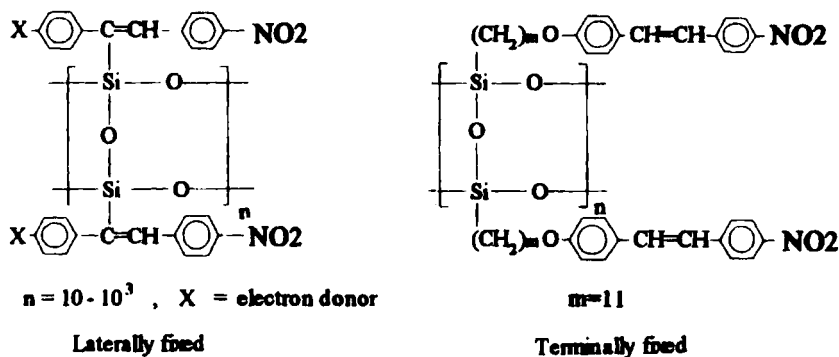 X C=CH NO2
Si O
O
Si O
n
X C=CH NO2
n = 10 - 10³ , X = electron donor
Laterally fixed
(CH₂)m O CH=CH NO2
Si O
O
Si O
n
(CH₂)m O CH=CH NO2
m=11
Terminally fixed